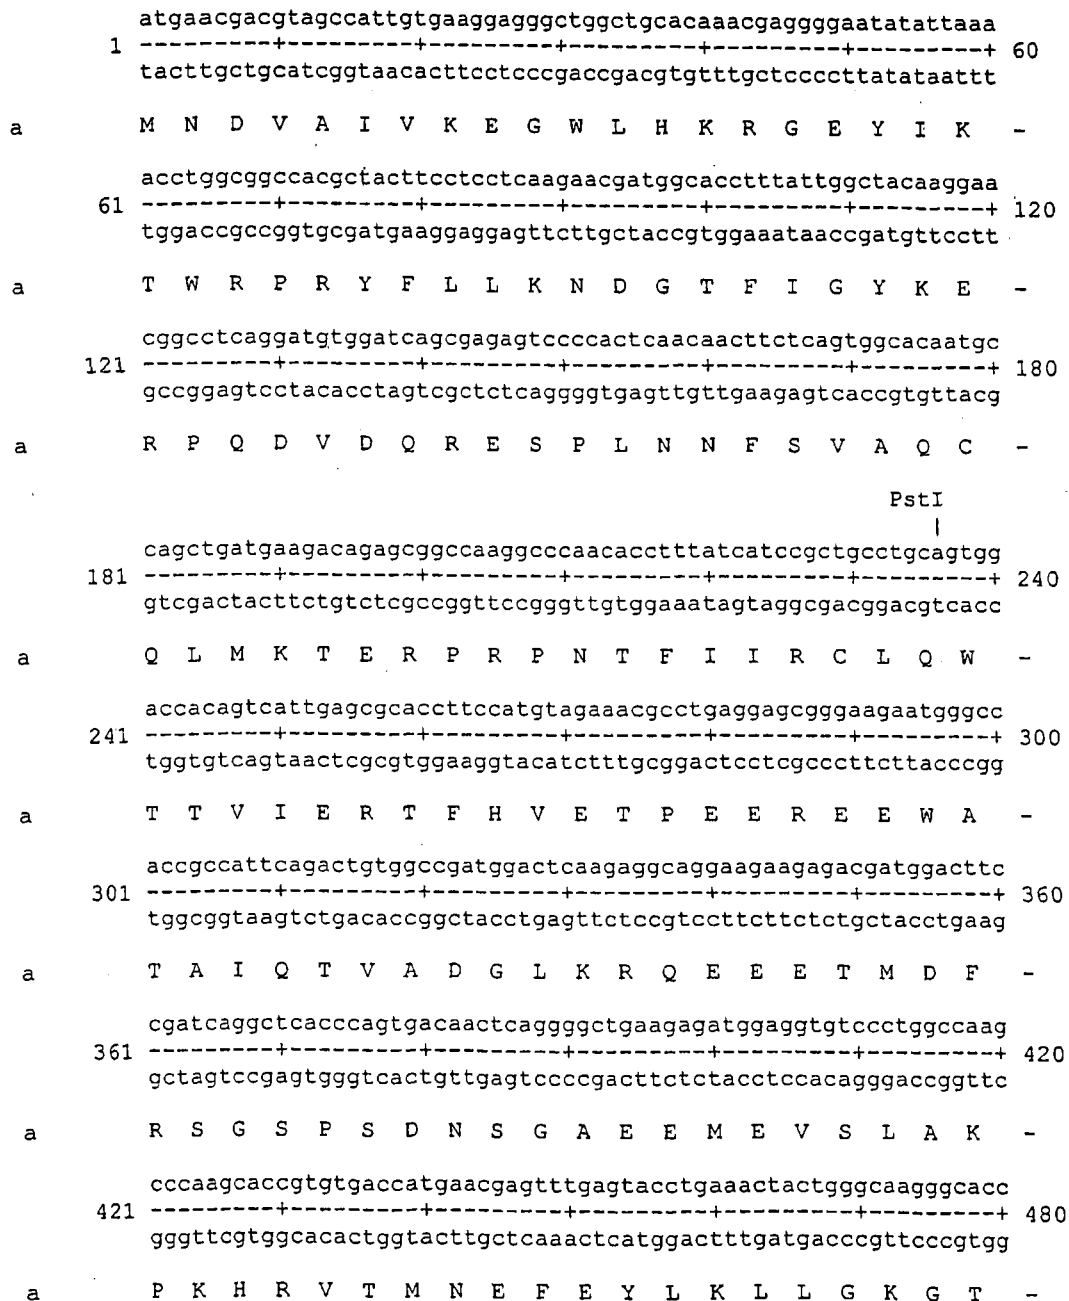 atgaacgacgtagccattgtgaaggagggctggctgcacaaacgaggggaatatattaaa
1 ---------+---------+---------+---------+---------+---------+ 60
tacttgctgcatcggtaacacttcctcccgaccgacgtgtttgctccccttatataattt
a M N D V A I V K E G W L H K R G E Y I K -
acctggcggccacgctacttcctcctcaagaacgatggcacctttattggctacaaggaa
61 ---------+---------+---------+---------+---------+---------+ 120
tggaccgccggtgcgatgaaggaggagttcttgctaccgtggaaataaccgatgttcctt
a T W R P R Y F L L K N D G T F I G Y K E -
cggcctcaggatgtggatcagcgagagtccccactcaacaacttctcagtggcacaatgc
121 ---------+---------+---------+---------+---------+---------+ 180
gccggagtcctacacctagtcgctctcaggggtgagttgttgaagagtcaccgtgttacg
a R P Q D V D Q R E S P L N N F S V A Q C -
PstI
|
cagctgatgaagacagagcggccaaggcccaacacctttatcatccgctgcctgcagtgg
181 ---------+---------+---------+---------+---------+---------+ 240
gtcgactacttctgtctcgccggttccgggttgtggaaatagtaggcgacggacgtcacc
a Q L M K T E R P R P N T F I I R C L Q W -
accacagtcattgagcgcaccttccatgtagaaacgcctgaggagcgggaagaatgggcc
241 ---------+---------+---------+---------+---------+---------+ 300
tggtgtcagtaactcgcgtggaaggtacatctttgcggactcctcgcccttcttacccgg
a T T V I E R T F H V E T P E E R E E W A -
accgccattcagactgtggccgatggactcaagaggcaggaagaagagacgatggacttc
301 ---------+---------+---------+---------+---------+---------+ 360
tggcggtaagtctgacaccggctacctgagttctccgtccttcttctctgctacctgaag
a T A I Q T V A D G L K R Q E E E T M D F -
cgatcaggctcacccagtgacaactcaggggctgaagagatggaggtgtccctggccaag
361 ---------+---------+---------+---------+---------+---------+ 420
gctagtccgagtgggtcactgttgagtccccgacttctctacctccacagggaccggttc
a R S G S P S D N S G A E E M E V S L A K -
cccaagcaccgtgtgaccatgaacgagtttgagtacctgaaactactgggcaagggcacc
421 ---------+---------+---------+---------+---------+---------+ 480
gggttcgtggcacactggtacttgctcaaactcatggactttgatgacccgttcccgtgg
a P K H R V T M N E F E Y L K L L G K G T -